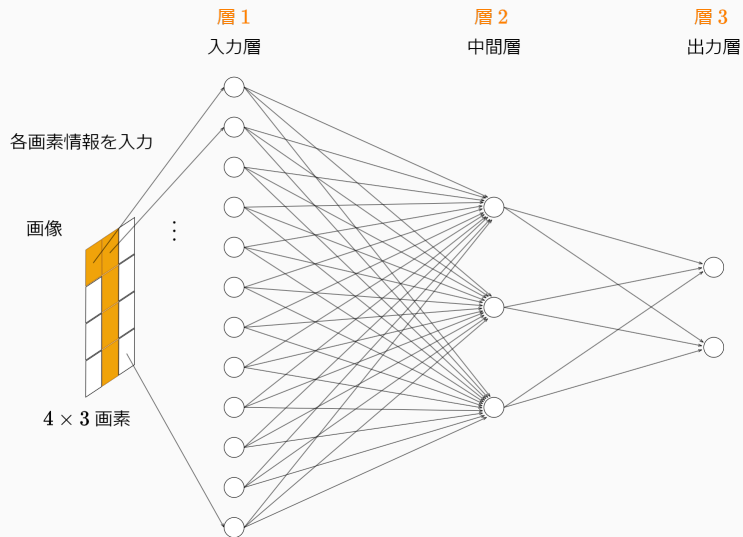 層 1
層 2
層 3
入力層
中間層
出力層
各画素情報を入力
画像
⋮
4 × 3 画素